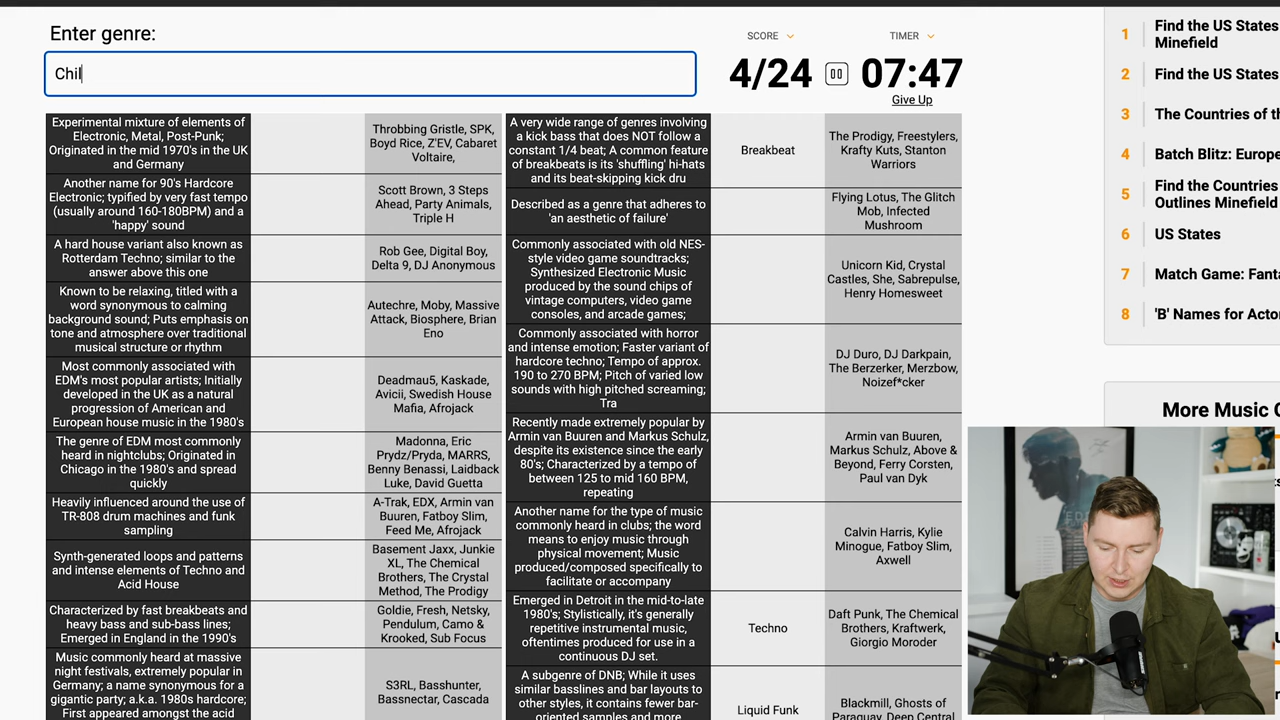 Enter genre:
Chil
SCORE
4/24
TIMER
07:47
Give Up
Experimental mixture of elements of
Electronic, Metal, Post-Punk;
Originated in the mid 1970's in the UK
and Germany
Throbbing Gristle, SPK,
Boyd Rice, Z'EV, Cabaret
Voltaire,
Another name for 90's Hardcore
Electronic; typified by very fast tempo
(usually around 160-180BPM) and a
'happy' sound
Scott Brown, 3 Steps
Ahead, Party Animals,
Triple H
A hard house variant also known as
Rotterdam Techno; similar to the
answer above this one
Rob Gee, Digital Boy,
Delta 9, DJ Anonymous
Known to be relaxing, titled with a
word synonymous to calming
background sound; Puts emphasis on
tone and atmosphere over traditional
musical structure or rhythm
Autechre, Moby, Massive
Attack, Biosphere, Brian
Eno
Most commonly associated with
EDM's most popular artists; Initially
developed in the UK as a natural
progression of American and
European house music in the 1980's
Deadmau5, Kaskade,
Avicii, Swedish House
Mafia, Afrojack
The genre of EDM most commonly
heard in nightclubs; Originated in
Chicago in the 1980's and spread
quickly
Madonna, Eric
Prydz/Pryda, MARRS,
Benny Benassi, Laidback
Luke, David Guetta
Heavily influenced around the use of
TR-808 drum machines and funk
sampling
A-Trak, EDX, Armin van
Buuren, Fatboy Slim,
Feed Me, Afrojack
Synth-generated loops and patterns
and intense elements of Techno and
Acid House
Basement Jaxx, Junkie
XL, The Chemical
Brothers, The Crystal
Method, The Prodigy
Characterized by fast breakbeats and
heavy bass and sub-bass lines;
Emerged in England in the 1990's
Goldie, Fresh, Netsky,
Pendulum, Camo &
Krooked, Sub Focus
Music commonly heard at massive
night festivals, extremely popular in
Germany; a name synonymous for a
gigantic party; a.k.a. 1980s hardcore;
First appeared amongst the acid
S3RL, Basshunter,
Bassnectar, Cascada
A very wide range of genres involving
a kick bass that does NOT follow a
constant 1/4 beat; A common feature
of breakbeats is its 'shuffling' hi-hats
and its beat-skipping kick dru
Breakbeat
The Prodigy, Freestylers,
Krafty Kuts, Stanton
Warriors
Described as a genre that adheres to
'an aesthetic of failure'
Flying Lotus, The Glitch
Mob, Infected
Mushroom
Commonly associated with old NES-
style video game soundtracks;
Synthesized Electronic Music
produced by the sound chips of
vintage computers, video game
consoles, and arcade games;
Unicorn Kid, Crystal
Castles, She, Sabrepulse,
Henry Homesweet
Commonly associated with horror
and intense emotion; Faster variant of
hardcore techno; Tempo of approx.
190 to 270 BPM; Pitch of varied low
sounds with high pitched screaming;
Tra
DJ Duro, DJ Darkpain,
The Berzerker, Merzbow,
Noizef*cker
Recently made extremely popular by
Armin van Buuren and Markus Schulz,
despite its existence since the early
80's; Characterized by a tempo of
between 125 to mid 160 BPM,
repeating
Armin van Buuren,
Markus Schulz, Above &
Beyond, Ferry Corsten,
Paul van Dyk
Another name for the type of music
commonly heard in clubs; the word
means to enjoy music through
physical movement; Music
produced/composed specifically to
facilitate or accompany
Calvin Harris, Kylie
Minogue, Fatboy Slim,
Axwell
Emerged in Detroit in the mid-to-late
1980's; Stylistically, it's generally
repetitive instrumental music,
oftentimes produced for use in a
continuous DJ set.
Techno
Daft Punk, The Chemical
Brothers, Kraftwerk,
Giorgio Moroder
A subgenre of DNB; While it uses
similar basslines and bar layouts to
other styles, it contains fewer bar-
oriented samples and more
Liquid Funk
Blackmill, Ghosts of
Paraguay, Deep Central
1 Find the US States
Minefield
2 Find the US States
3 The Countries of th
4 Batch Blitz: Europe
5 Find the Countries
Outlines Minefield
6 US States
7 Match Game: Fanta
8 'B' Names for Actor
More Music